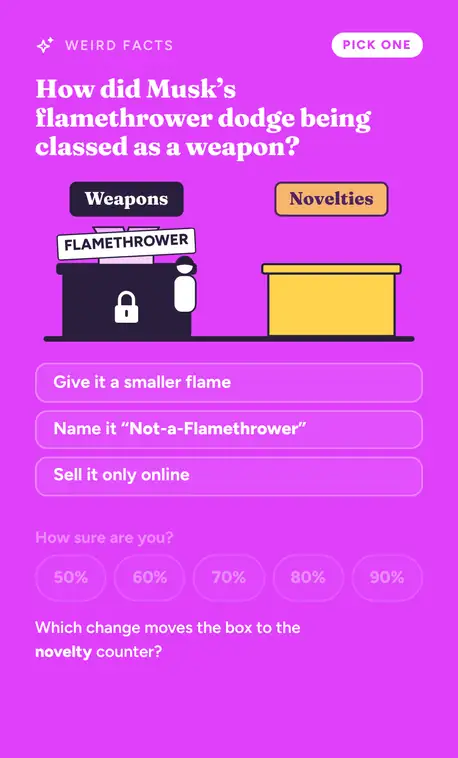 WEIRD FACTS
PICK ONE
How did Musk’s
flamethrower dodge being
classed as a weapon?
Weapons
Novelties
FLAMETHROWER
Give it a smaller flame
Name it “Not-a-Flamethrower”
Sell it only online
How sure are you?
50%
60%
70%
80%
90%
Which change moves the box to the
novelty counter?